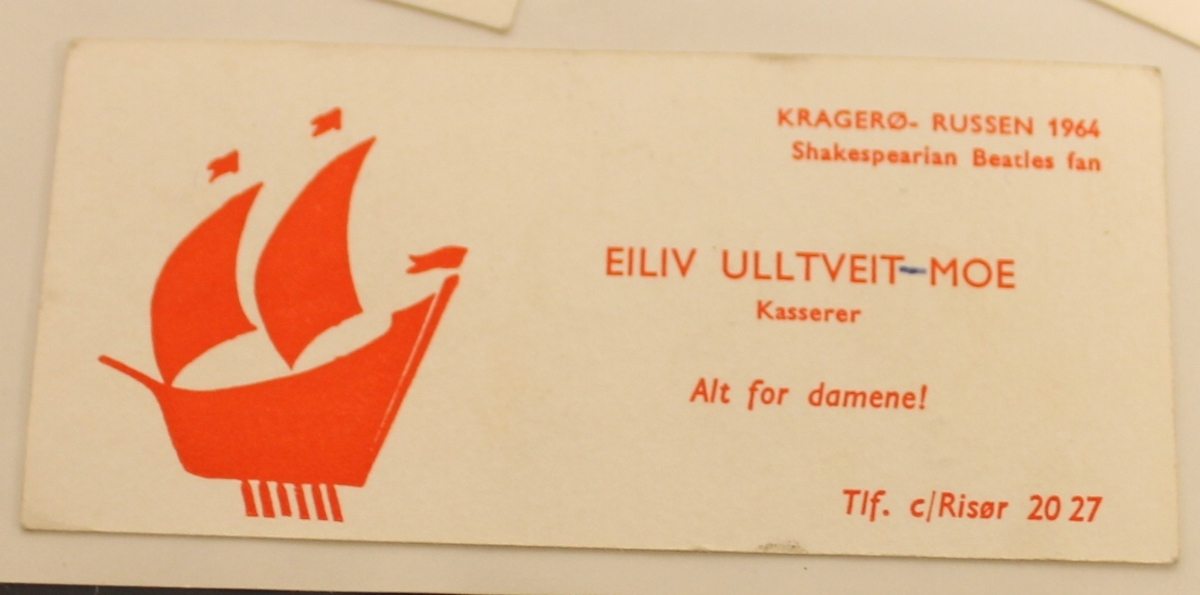 KRAGERØ- RUSSEN 1964
Shakespearian Beatles fan
EILIV ULLTVEIT-MOE
Kasserer
Alt for damene!
Tlf. c/Risør 20 27